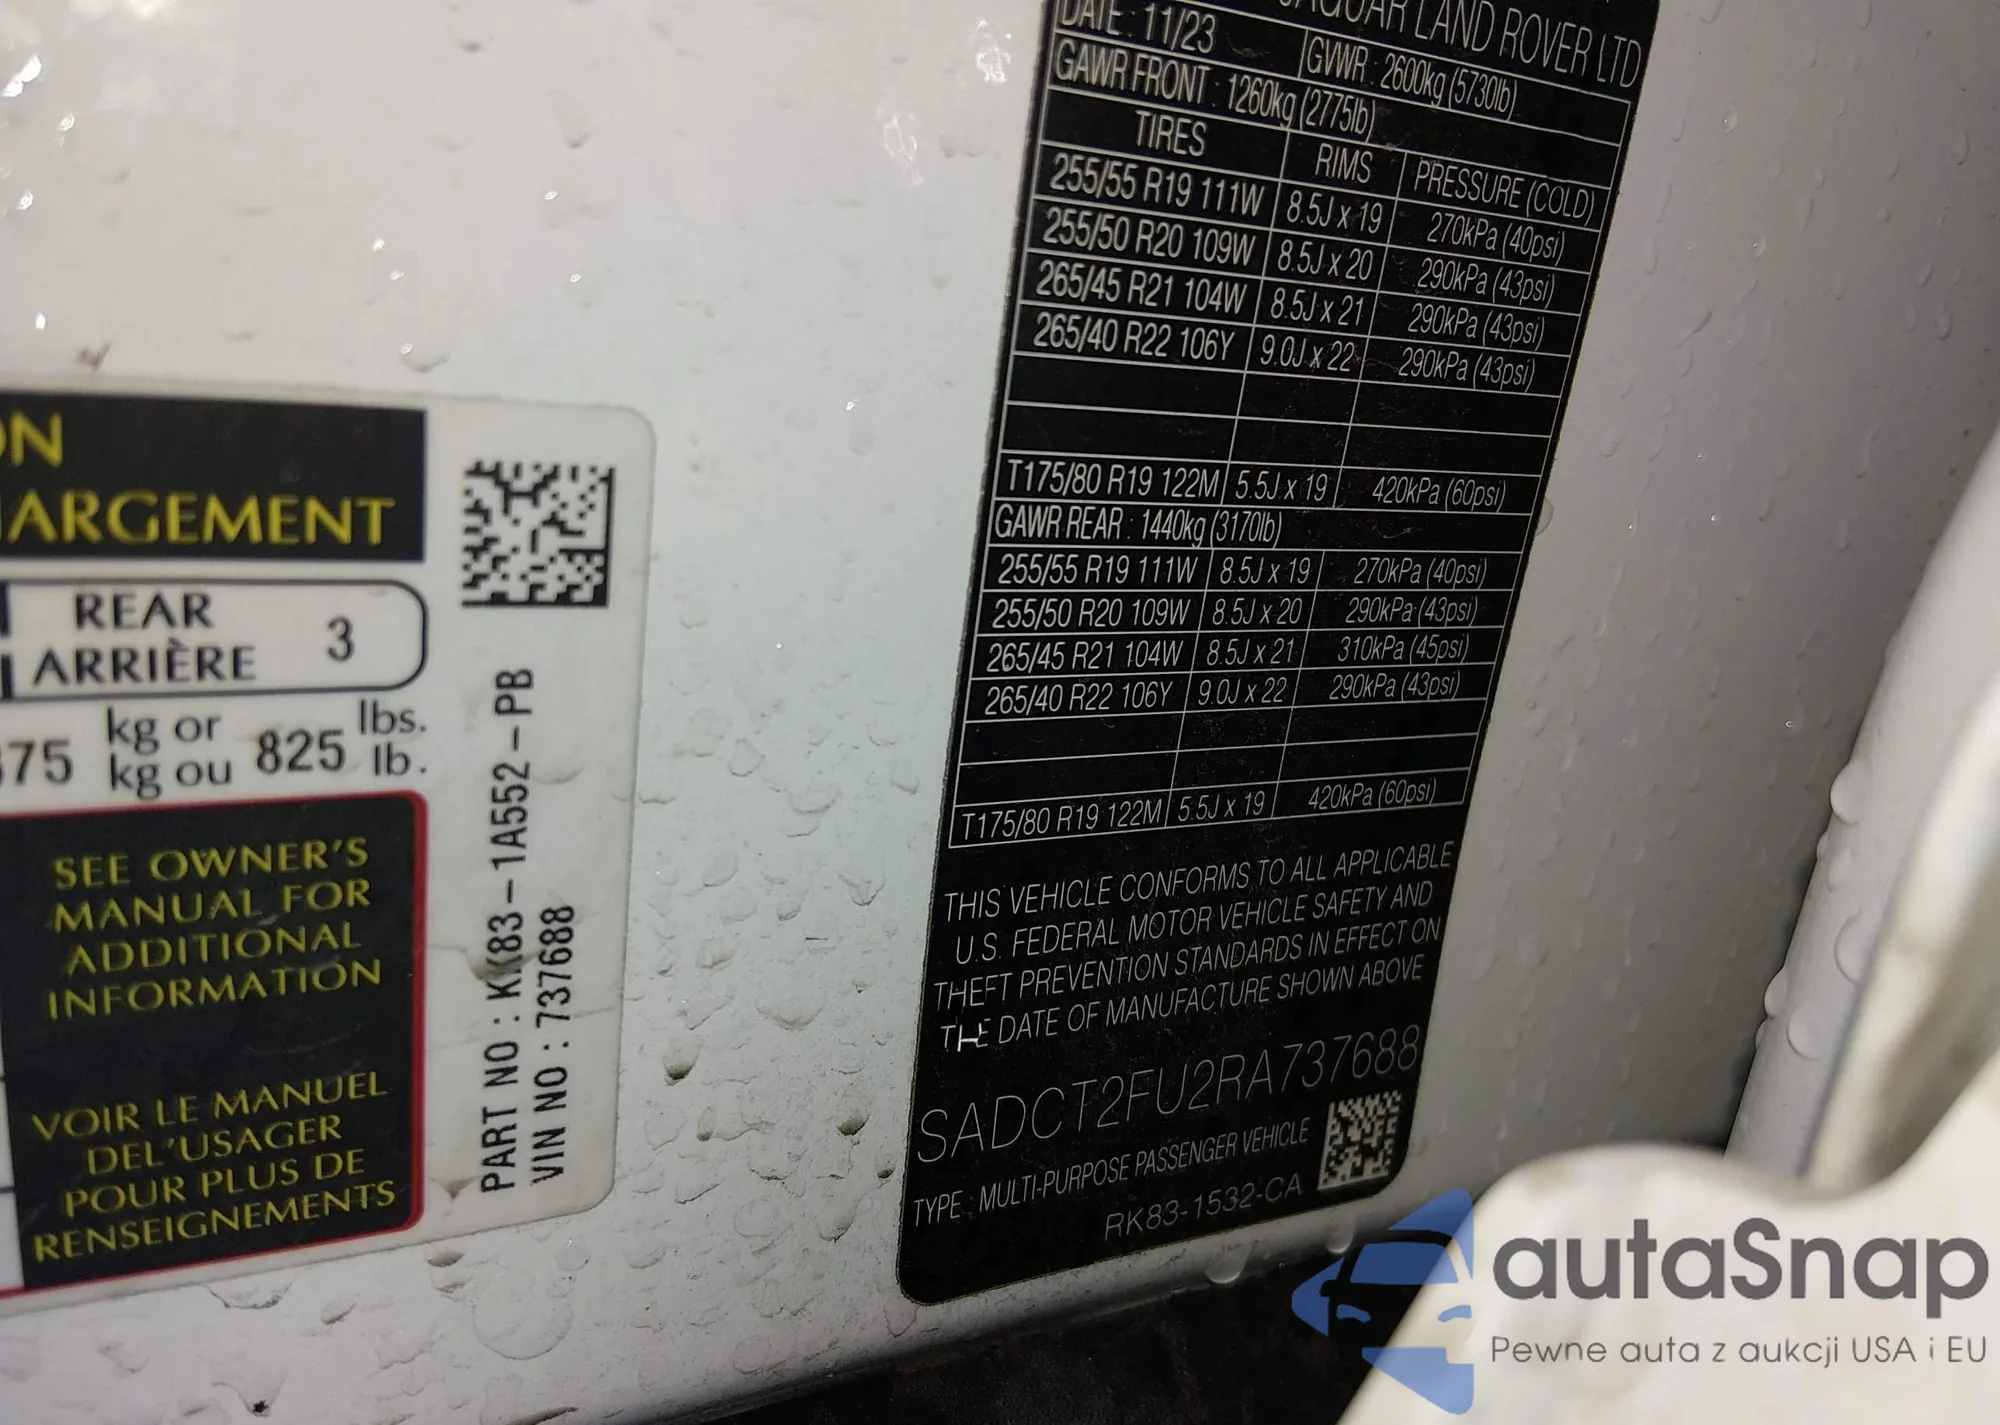 ON
ARGEMENT
REAR
ARRIÈRE
3
75 kg or
kg ou
825 lbs.
lb.
SEE OWNER'S
MANUAL FOR
ADDITIONAL
INFORMATION
VOIR LE MANUEL
DEL'USAGER
POUR PLUS DE
RENSEIGNEMENTS
PART NO : KK83-1A552-PB
VIN NO : 737688
JAGUAR LAND ROVER LTD
DATE : 11/23 GVWR : 2600kg (5730lb)
GAWR FRONT : 1260kg (2775lb)
TIRES RIMS PRESSURE (COLD)
255/55 R19 111W 8.5J x 19 270kPa (40psi)
255/50 R20 109W 8.5J x 20 290kPa (43psi)
265/45 R21 104W 8.5J x 21 290kPa (43psi)
265/40 R22 106Y 9.0J x 22 290kPa (43psi)
T175/80 R19 122M 5.5J x 19 420kPa (60psi)
GAWR REAR : 1440kg (3170lb)
255/55 R19 111W 8.5J x 19 270kPa (40psi)
255/50 R20 109W 8.5J x 20 290kPa (43psi)
265/45 R21 104W 8.5J x 21 310kPa (45psi)
265/40 R22 106Y 9.0J x 22 290kPa (43psi)
T175/80 R19 122M 5.5J x 19 420kPa (60psi)
THIS VEHICLE CONFORMS TO ALL APPLICABLE
U.S. FEDERAL MOTOR VEHICLE SAFETY AND
THEFT PREVENTION STANDARDS IN EFFECT ON
THE DATE OF MANUFACTURE SHOWN ABOVE
SADCT2FU2RA737688
TYPE : MULTI-PURPOSE PASSENGER VEHICLE
RK83-1532-CA
autaSnap
Pewne auta z aukcji USA i EU